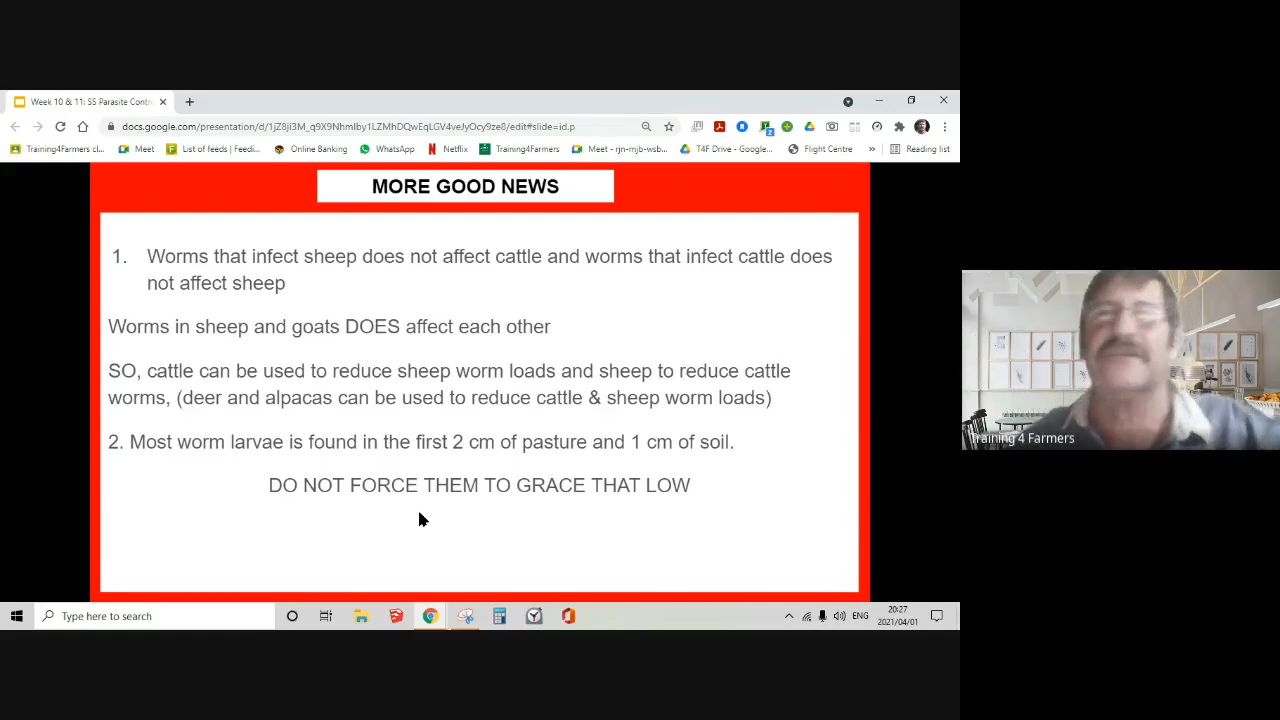 Week 10 & 11: SS Parasite Contr
docs.google.com/presentation/d/1jZ8ji3M_q9X9NhmIby1LZMhDQwEqLGV4veJyOcy9ze8/edit#slide=id.p
Training4Farmers cl... Meet List of feeds | Feedi... Online Banking WhatsApp Netflix Training4Farmers Meet - rjn-mjb-wsb... T4F Drive - Google... Flight Centre » Reading list
MORE GOOD NEWS
1. Worms that infect sheep does not affect cattle and worms that infect cattle does
not affect sheep
Worms in sheep and goats DOES affect each other
SO, cattle can be used to reduce sheep worm loads and sheep to reduce cattle
worms, (deer and alpacas can be used to reduce cattle & sheep worm loads)
2. Most worm larvae is found in the first 2 cm of pasture and 1 cm of soil.
DO NOT FORCE THEM TO GRACE THAT LOW
Training 4 Farmers
Type here to search
ENG
20:27
2021/04/01